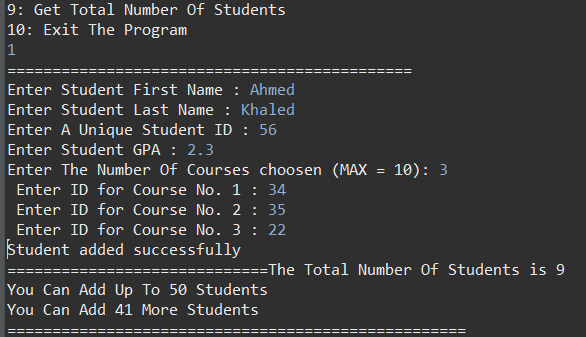 9: Get Total Number Of Students
10: Exit The Program
1
=============================================
Enter Student First Name : Ahmed
Enter Student Last Name : Khaled
Enter A Unique Student ID : 56
Enter Student GPA : 2.3
Enter The Number Of Courses choosen (MAX = 10): 3
 Enter ID for Course No. 1 : 34
 Enter ID for Course No. 2 : 35
 Enter ID for Course No. 3 : 22
Student added successfully
=============================The Total Number Of Students is 9
You Can Add Up To 50 Students
You Can Add 41 More Students
===================================================